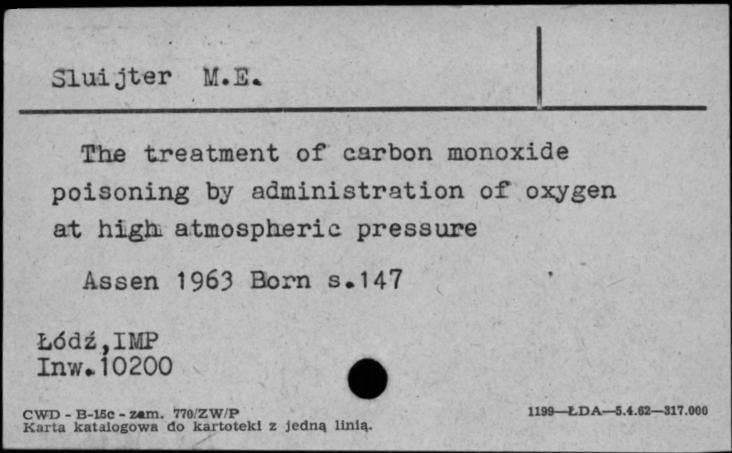 Sluijter M.E.
The treatment of carbon monoxide
poisoning by administration of oxygen
at high atmospheric pressure
Assen 1963 Born s.147
Łódź,IMP
Inw.10200
CWD - B-15c - zam. 770/ZW/P
Karta katalogowa do kartoteki z jedną linią.
1199—ŁDA—5.4.62—317.000